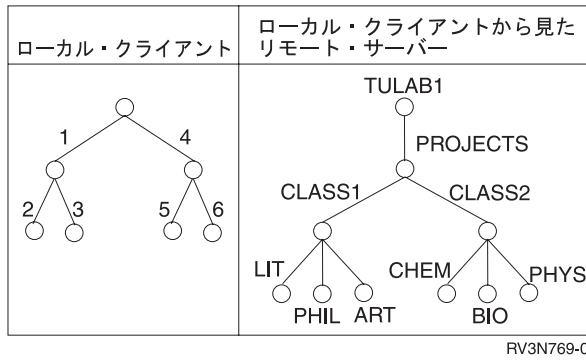 ローカル・クライアント
ローカル・クライアントから見た
リモート・サーバー
1
4
2
3
5
6
TULAB1
PROJECTS
CLASS1
CLASS2
LIT
PHIL
ART
CHEM
BIO
PHYS
RV3N769-0